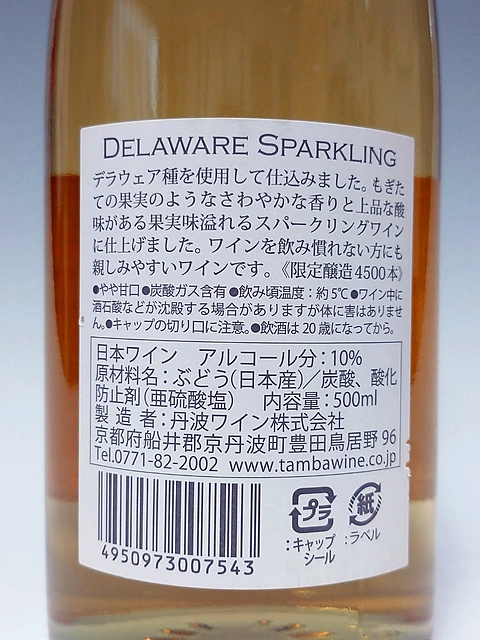 DELAWARE SPARKLING
デラウェア種を使用して仕込みました。もぎた
ての果実のようなさわやかな香りと上品な酸
味がある果実味溢れるスパークリングワイン
に仕上げました。ワインを飲み慣れない方にも
親しみやすいワインです。《限定醸造4500本》
●やや甘口●炭酸ガス含有●飲み頃温度：約5℃●ワイン中に
酒石酸などが沈殿する場合がありますが体に害はありませ
ん。●キャップの切り口に注意。●飲酒は20歳になってから。
日本ワイン アルコール分：10%
原材料名：ぶどう(日本産)／炭酸、酸化
防止剤(亜硫酸塩) 内容量：500ml
製造者：丹波ワイン株式会社
京都府船井郡京丹波町豊田鳥居野96
Tel.0771-82-2002 www.tambawine.co.jp
プラ 紙
：キャップ
シール
：ラベル
4950973007543